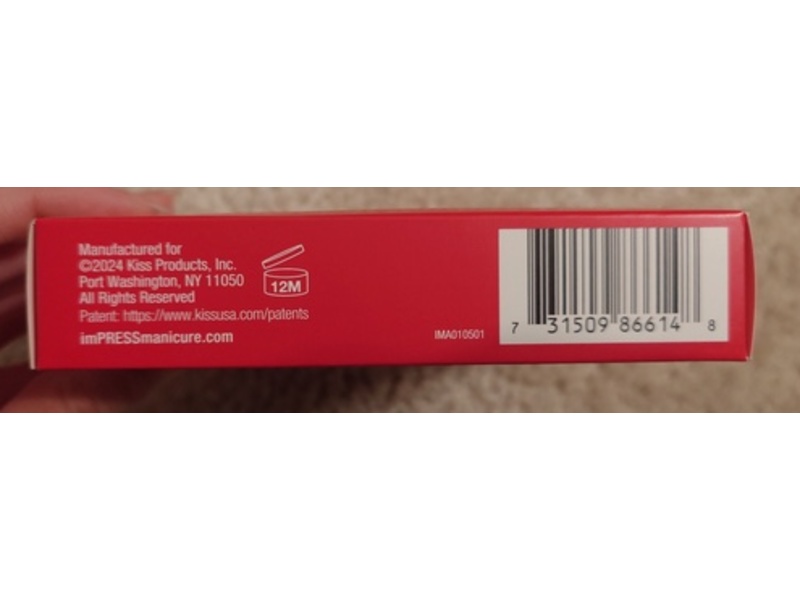 Manufactured for
©2024 Kiss Products, Inc.
Port Washington, NY 11050
All Rights Reserved
Patent: https://www.kissusa.com/patents
imPRESSmanicure.com
12M
IMA010501
7 31509 86614 8